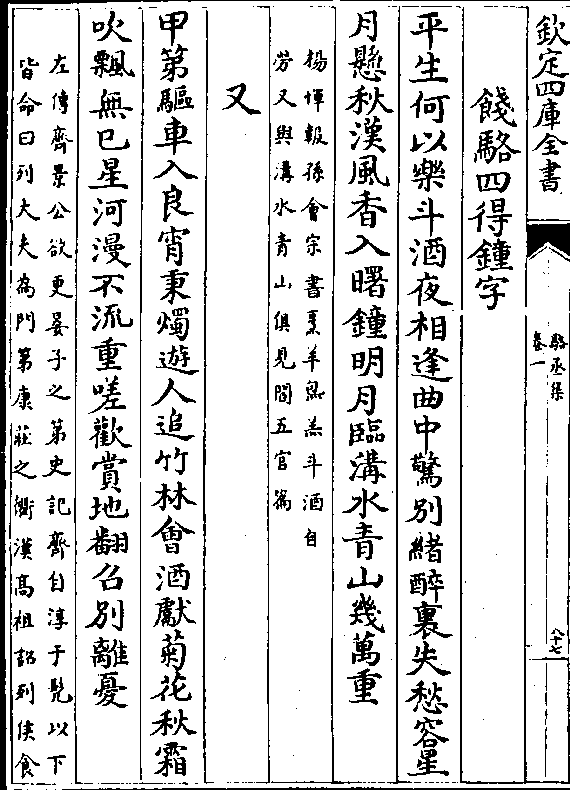 欽定四庫全書
駱丞集
卷一
八十七
餞駱四得鐘字
平生何以樂斗酒夜相逢曲中驚別緒醉裏失愁容星
月懸秋漢風香入曙鐘明月臨溝水青山幾萬重
楊惲報孫會宗書烹羊炰羔斗酒自
勞又與溝水青山俱見閻五官篇
又
甲第驅車入良宵秉燭遊人追竹林會酒獻菊花秋霜
吹飄無已星河漫不流重嗟歡賞地翻召別離憂
左傳齊景公欲更晏子之第史記齊自淳于髠以下
皆命曰列大夫為門第康莊之衢漢髙祖詔列侯食